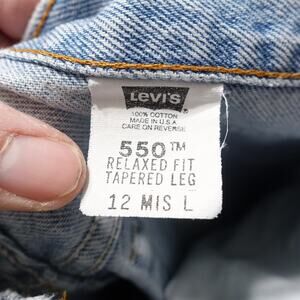 Levi's
100% COTTON
MADE IN U.S.A
CARE ON REVERSE
550™
RELAXED FIT
TAPERED LEG
12 MIS L